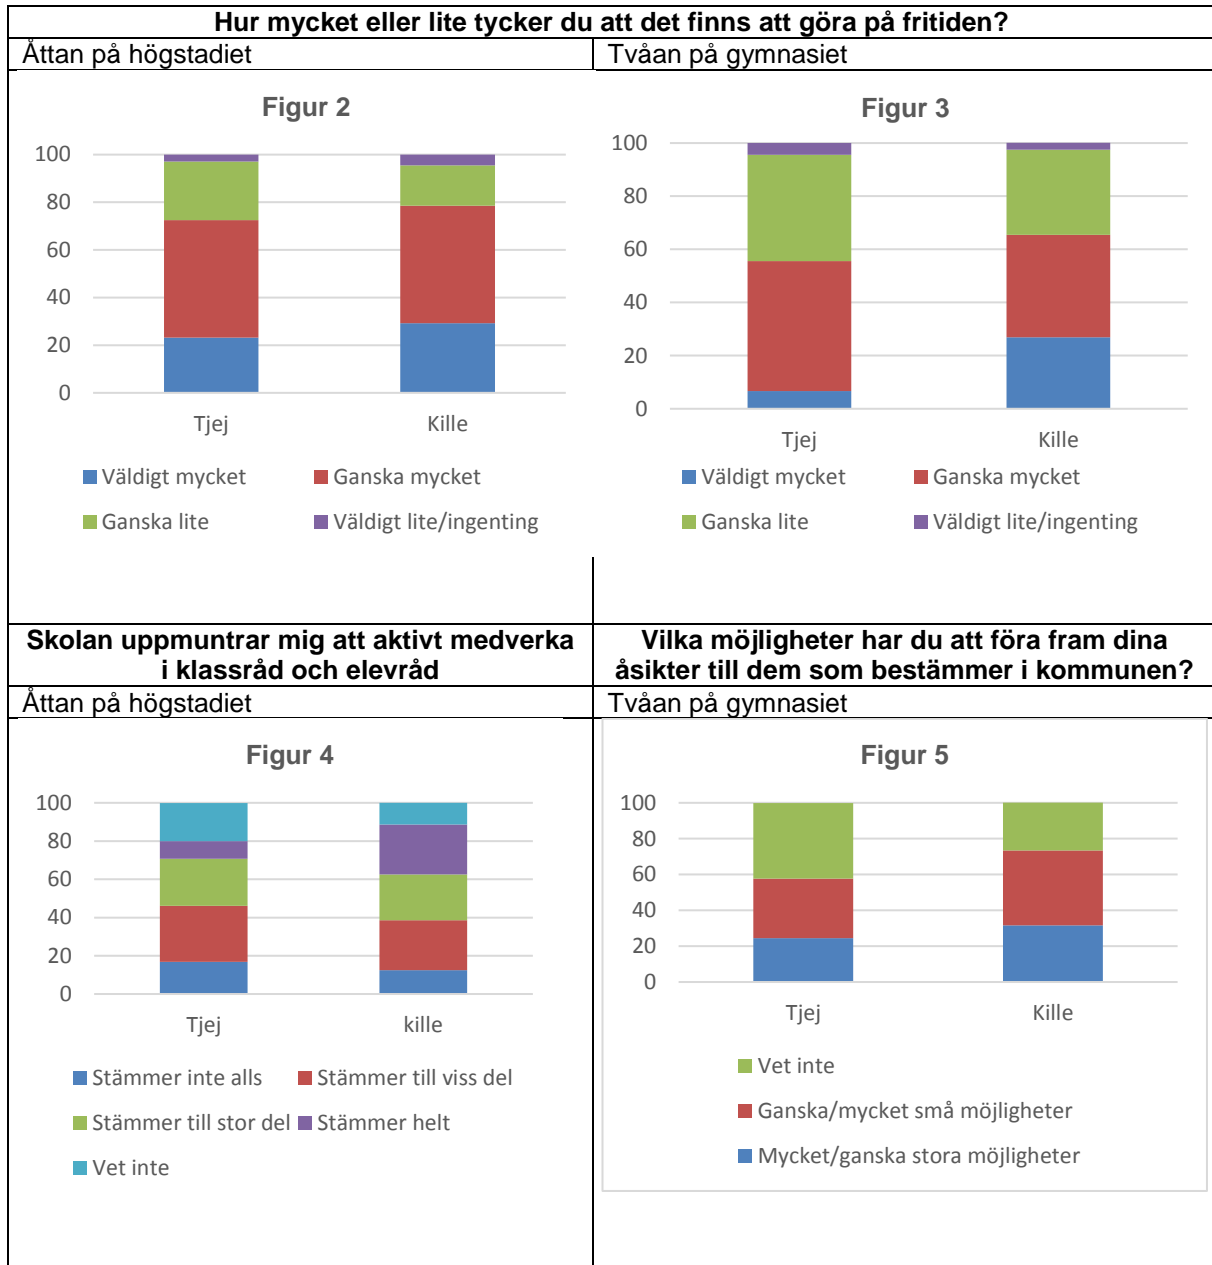 Hur mycket eller lite tycker du att det finns att göra på fritiden?
Åttan på högstadiet
Tvåan på gymnasiet
Figur 2
100
80
60
40
20
0
Tjej
Kille
Väldigt mycket
Ganska mycket
Ganska lite
Väldigt lite/ingenting
Figur 3
100
80
60
40
20
0
Tjej
Kille
Väldigt mycket
Ganska mycket
Ganska lite
Väldigt lite/ingenting
Skolan uppmuntrar mig att aktivt medverka
i klassråd och elevråd
Vilka möjligheter har du att föra fram dina
åsikter till dem som bestämmer i kommunen?
Åttan på högstadiet
Tvåan på gymnasiet
Figur 4
100
80
60
40
20
0
Tjej
kille
Stämmer inte alls
Stämmer till viss del
Stämmer till stor del
Stämmer helt
Vet inte
Figur 5
100
80
60
40
20
0
Tjej
Kille
Vet inte
Ganska/mycket små möjligheter
Mycket/ganska stora möjligheter